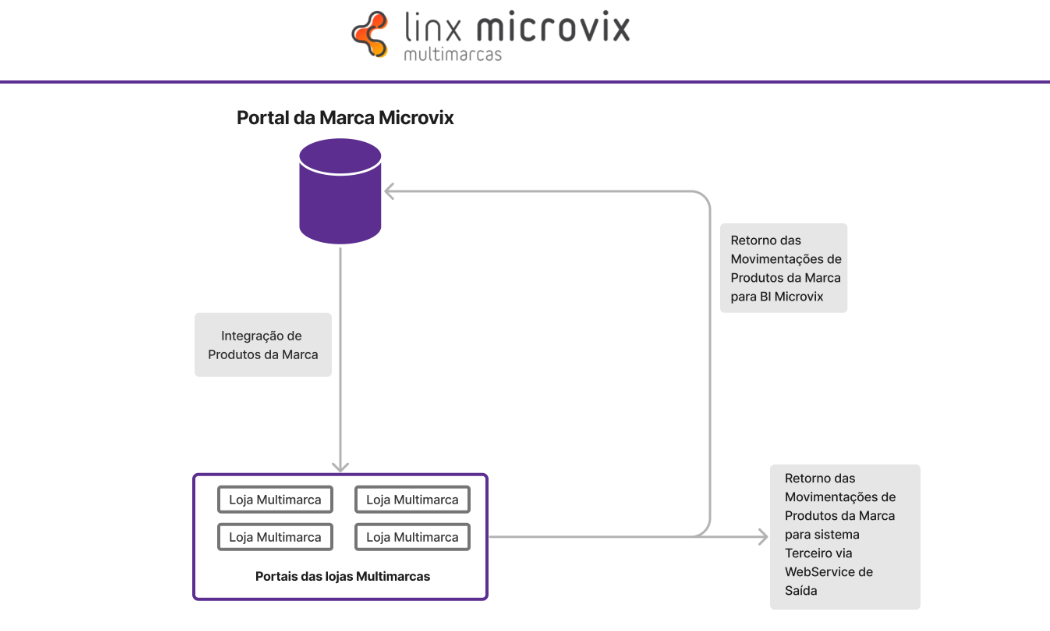 linx microvix
multimarcas
Portal da Marca Microvix
Retorno das
Movimentações de
Produtos da Marca
para BI Microvix
Integração de
Produtos da Marca
Loja Multimarca
Loja Multimarca
Loja Multimarca
Loja Multimarca
Portais das lojas Multimarcas
Retorno das
Movimentações de
Produtos da Marca
para sistema
Terceiro via
WebService de
Saída